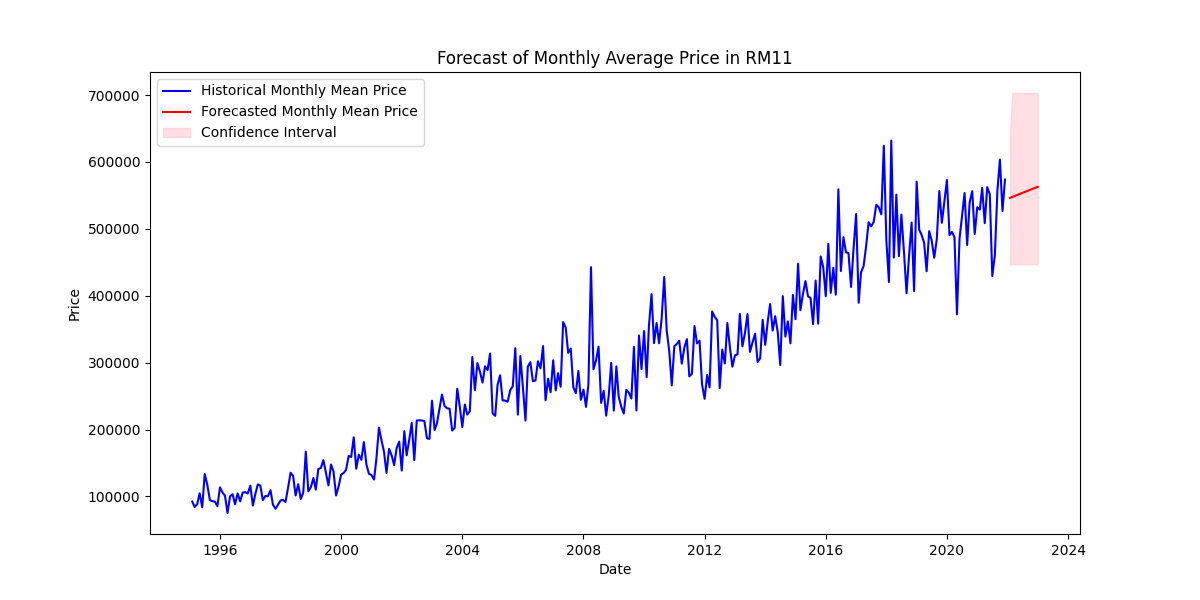 Forecast of Monthly Average Price in RM11
Historical Monthly Mean Price
Forecasted Monthly Mean Price
Confidence Interval
700000
600000
500000
400000
300000
200000
100000
Price
1996 2000 2004 2008 2012 2016 2020 2024
Date